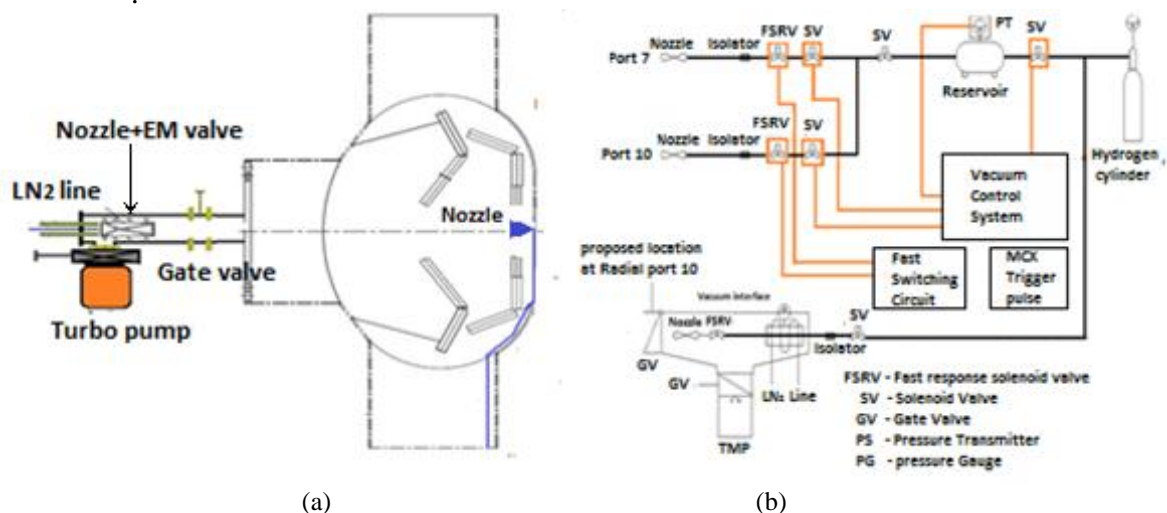 Nozzle+EM valve
LN2 line
Nozzle
Gate valve
Turbo pump
(a)
FSRV SV
PT
SV
SV
Nozzle Isolator
Port 7
Reservoir
FSRV SV
Nozzle Isolator
Port 10
Hydrogen
cylinder
Vacuum
Control
System
proposed location
at Radial port 10
Fast
Switching
Circuit
MCX
Trigger
pulse
Vacuum interface
SV
Nozzle FSRV
Isolator
GV
GV
LN₂ Line
TMP
FSRV - Fast response solenoid valve
SV - Solenoid Valve
GV - Gate Valve
PS - Pressure Transmitter
PG - pressure Gauge
(b)